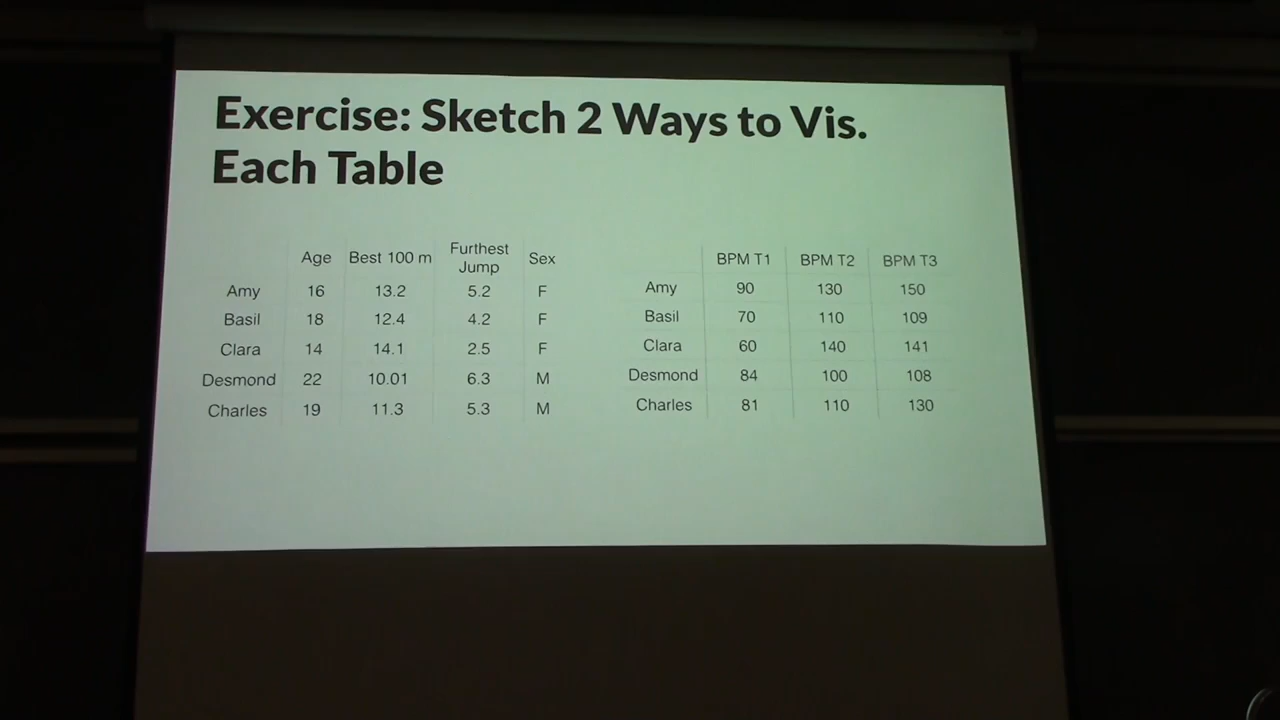 Exercise: Sketch 2 Ways to Vis.
Each Table
Age Best 100 m Furthest Jump Sex
Amy 16 13.2 5.2 F
Basil 18 12.4 4.2 F
Clara 14 14.1 2.5 F
Desmond 22 10.01 6.3 M
Charles 19 11.3 5.3 M
BPM T1 BPM T2 BPM T3
Amy 90 130 150
Basil 70 110 109
Clara 60 140 141
Desmond 84 100 108
Charles 81 110 130